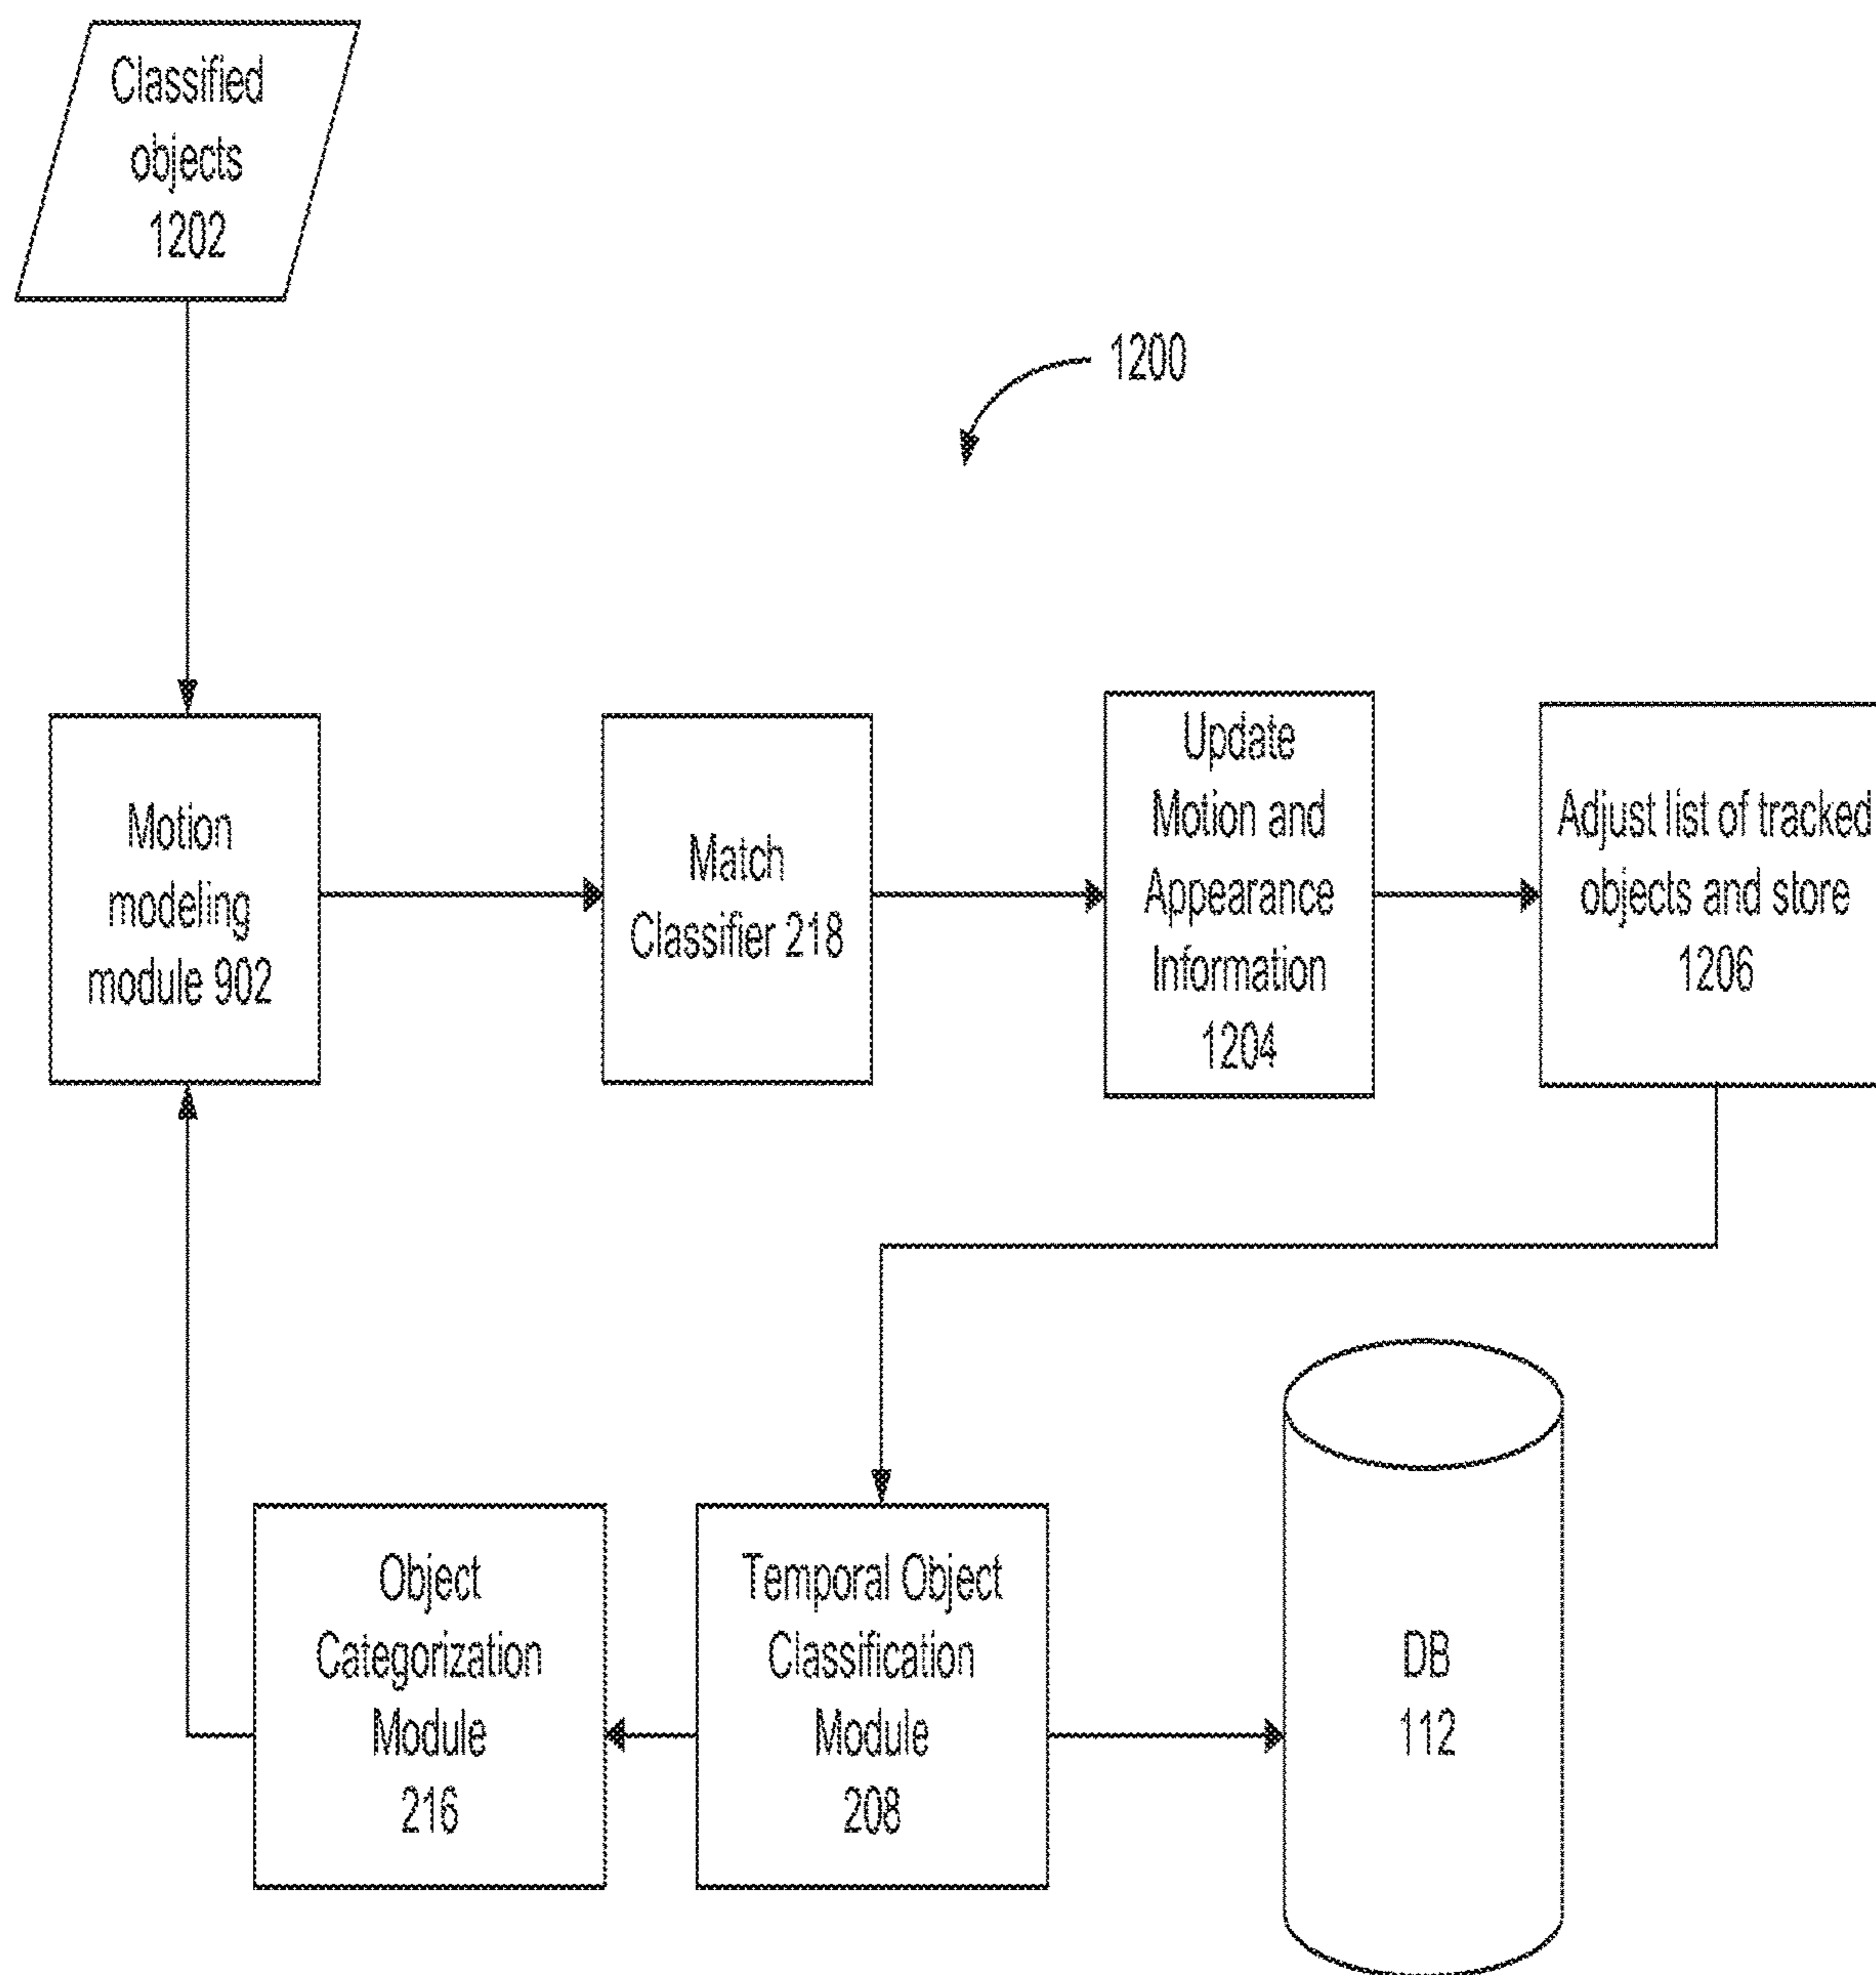 Classified
objects
1202
1200
Motion
modeling
module 902
Match
Classifier 218
Update
Motion and
Appearance
Information
1204
Adjust list of tracked
objects and store
1206
Object
Categorization
Module
216
Temporal Object
Classification
Module
208
DB
112